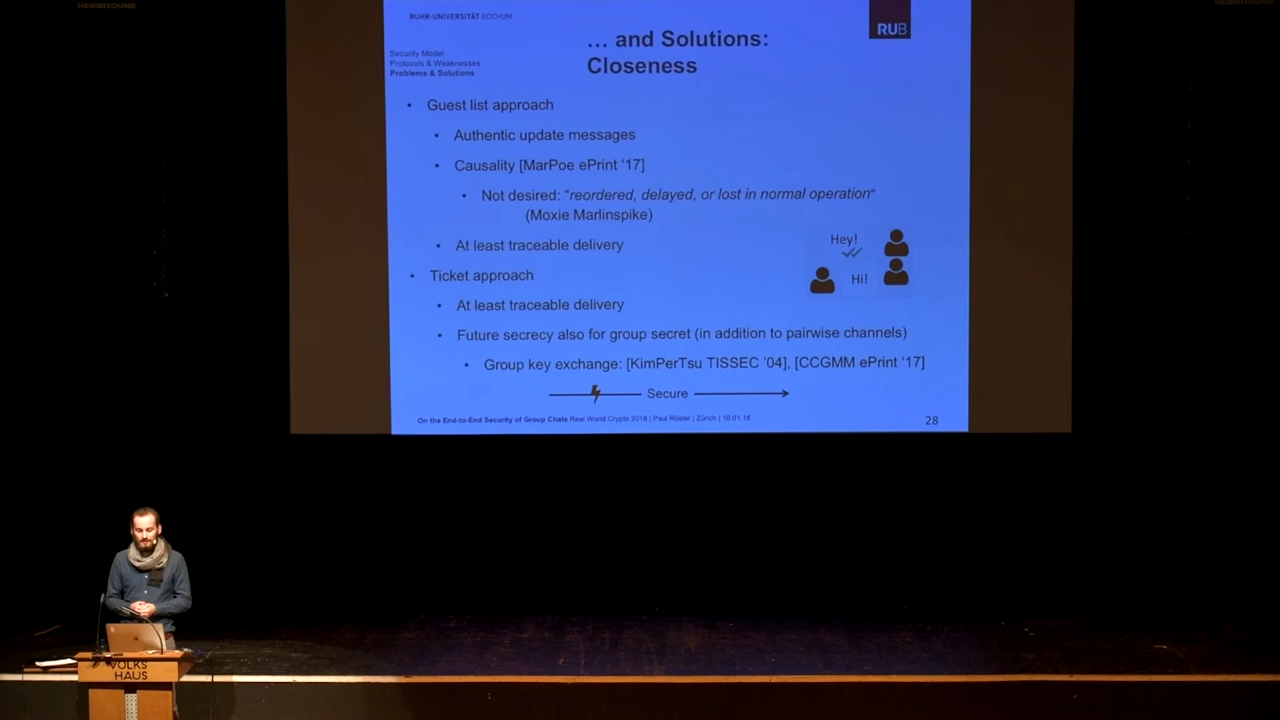 HEMMISOUND
HEMMISOUND
RUHR-UNIVERSITÄT BOCHUM
RUB
… and Solutions:
Closeness
Security Model
Protocols & Weaknesses
Problems & Solutions
• Guest list approach
• Authentic update messages
• Causality [MarPoe ePrint '17]
• Not desired: "reordered, delayed, or lost in normal operation"
(Moxie Marlinspike)
• At least traceable delivery
Hey!
Hi!
• Ticket approach
• At least traceable delivery
• Future secrecy also for group secret (in addition to pairwise channels)
• Group key exchange: [KimPerTsu TISSEC '04], [CCGMM ePrint '17]
Secure
On the End-to-End Security of Group Chats Real World Crypto 2018 | Paul Rösler | Zürich | 10.01.18
28
VOLKS
HAUS